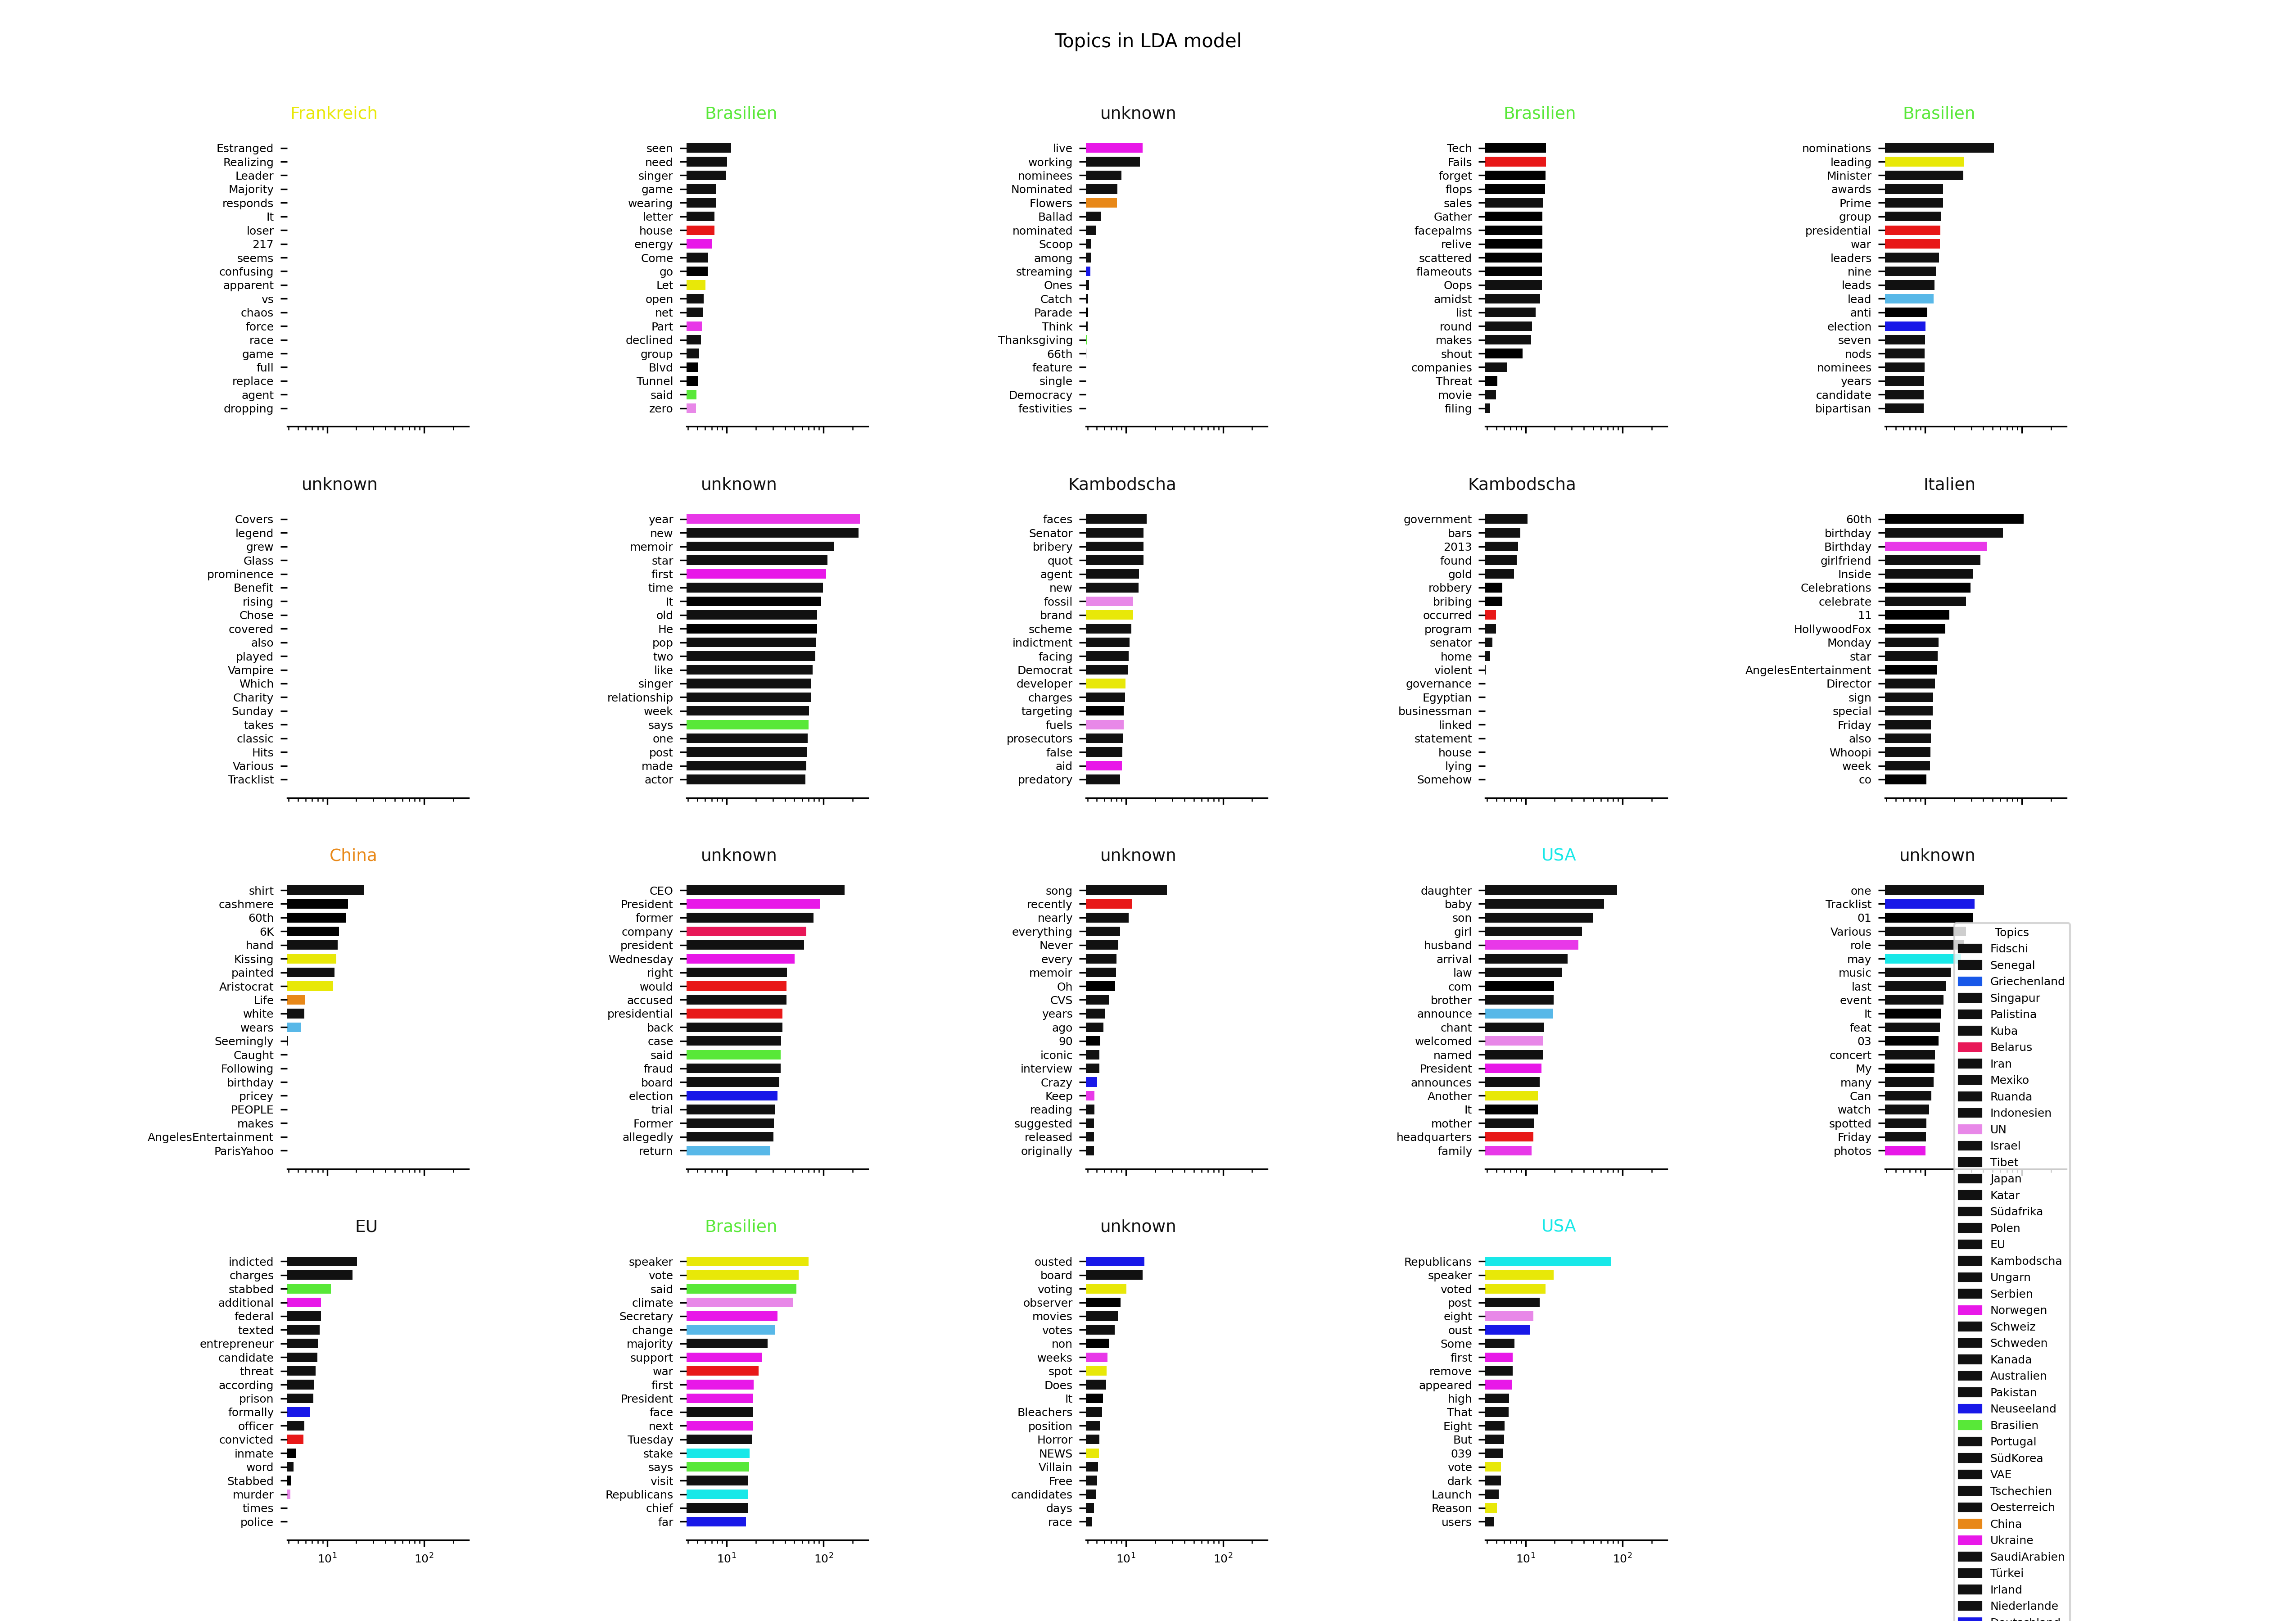 Topics in LDA model
Frankreich
Estranged
Realizing
Leader
Majority
responds
It
loser
217
seems
confusing
apparent
vs
chaos
force
race
game
full
replace
agent
dropping
Brasilien
seen
need
singer
game
wearing
letter
house
energy
Come
go
Let
open
net
Part
declined
group
Blvd
Tunnel
said
zero
unknown
live
working
nominees
Nominated
Flowers
Ballad
nominated
Scoop
among
streaming
Ones
Catch
Parade
Think
Thanksgiving
66th
feature
single
Democracy
festivities
Brasilien
Tech
Fails
forget
flops
sales
Gather
facepalms
relive
scattered
flameouts
Oops
amidst
list
round
makes
shout
companies
Threat
movie
filing
Brasilien
nominations
leading
Minister
awards
Prime
group
presidential
war
leaders
nine
leads
lead
anti
election
seven
nods
nominees
years
candidate
bipartisan
unknown
Covers
legend
grew
Glass
prominence
Benefit
rising
Chose
covered
also
played
Vampire
Which
Charity
Sunday
takes
classic
Hits
Various
Tracklist
unknown
year
new
memoir
star
first
time
It
old
He
pop
two
like
singer
relationship
week
says
one
post
made
actor
Kambodscha
faces
Senator
bribery
quot
agent
new
fossil
brand
scheme
indictment
facing
Democrat
developer
charges
targeting
fuels
prosecutors
false
aid
predatory
Kambodscha
government
bars
2013
found
gold
robbery
bribing
occurred
program
senator
home
violent
governance
Egyptian
businessman
linked
statement
house
lying
Somehow
Italien
60th
birthday
Birthday
girlfriend
Inside
Celebrations
celebrate
11
HollywoodFox
Monday
star
AngelesEntertainment
Director
sign
special
Friday
also
Whoopi
week
co
China
shirt
cashmere
60th
6K
hand
Kissing
painted
Aristocrat
Life
white
wears
Seemingly
Caught
Following
birthday
pricey
PEOPLE
makes
AngelesEntertainment
ParisYahoo
unknown
CEO
President
former
company
president
Wednesday
right
would
accused
presidential
back
case
said
fraud
board
election
trial
Former
allegedly
return
unknown
song
recently
nearly
everything
Never
every
memoir
Oh
CVS
years
ago
90
iconic
interview
Crazy
Keep
reading
suggested
released
originally
USA
daughter
baby
son
girl
husband
arrival
law
com
brother
announce
chant
welcomed
named
President
announces
Another
It
mother
headquarters
family
unknown
one
Tracklist
01
Various
role
may
music
last
event
It
feat
03
concert
My
many
Can
watch
spotted
Friday
photos
EU
indicted
charges
stabbed
additional
federal
texted
entrepreneur
candidate
threat
according
prison
formally
officer
convicted
inmate
word
Stabbed
murder
times
police
10¹ 10²
Brasilien
speaker
vote
said
climate
Secretary
change
majority
support
war
first
President
face
next
Tuesday
stake
says
visit
Republicans
chief
far
10¹ 10²
unknown
ousted
board
voting
observer
movies
votes
non
weeks
spot
Does
It
Bleachers
position
Horror
NEWS
Villain
Free
candidates
days
race
10¹ 10²
USA
Republicans
speaker
voted
post
eight
oust
Some
first
remove
appeared
high
That
Eight
But
039
vote
dark
Launch
Reason
users
10¹ 10²
Topics
Fidschi
Senegal
Griechenland
Singapur
Palistina
Kuba
Belarus
Iran
Mexiko
Ruanda
Indonesien
UN
Israel
Tibet
Japan
Katar
Südafrika
Polen
EU
Kambodscha
Ungarn
Serbien
Norwegen
Schweiz
Schweden
Kanada
Australien
Pakistan
Neuseeland
Brasilien
Portugal
SüdKorea
VAE
Tschechien
Oesterreich
China
Ukraine
SaudiArabien
Türkei
Irland
Niederlande